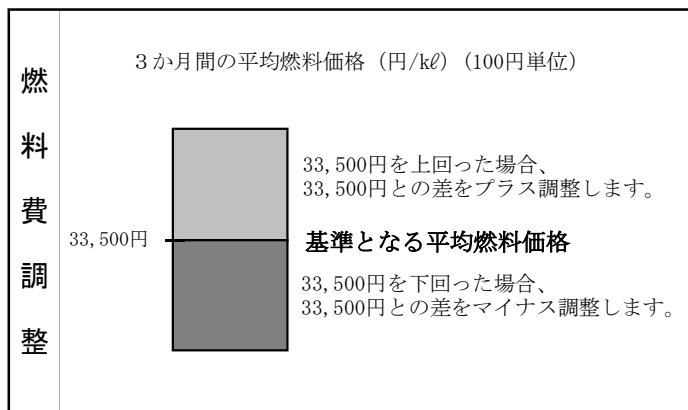 燃料費調整
３か月間の平均燃料価格（円/kℓ）（100円単位）
33,500円を上回った場合、
33,500円との差をプラス調整します。
33,500円
基準となる平均燃料価格
33,500円を下回った場合、
33,500円との差をマイナス調整します。